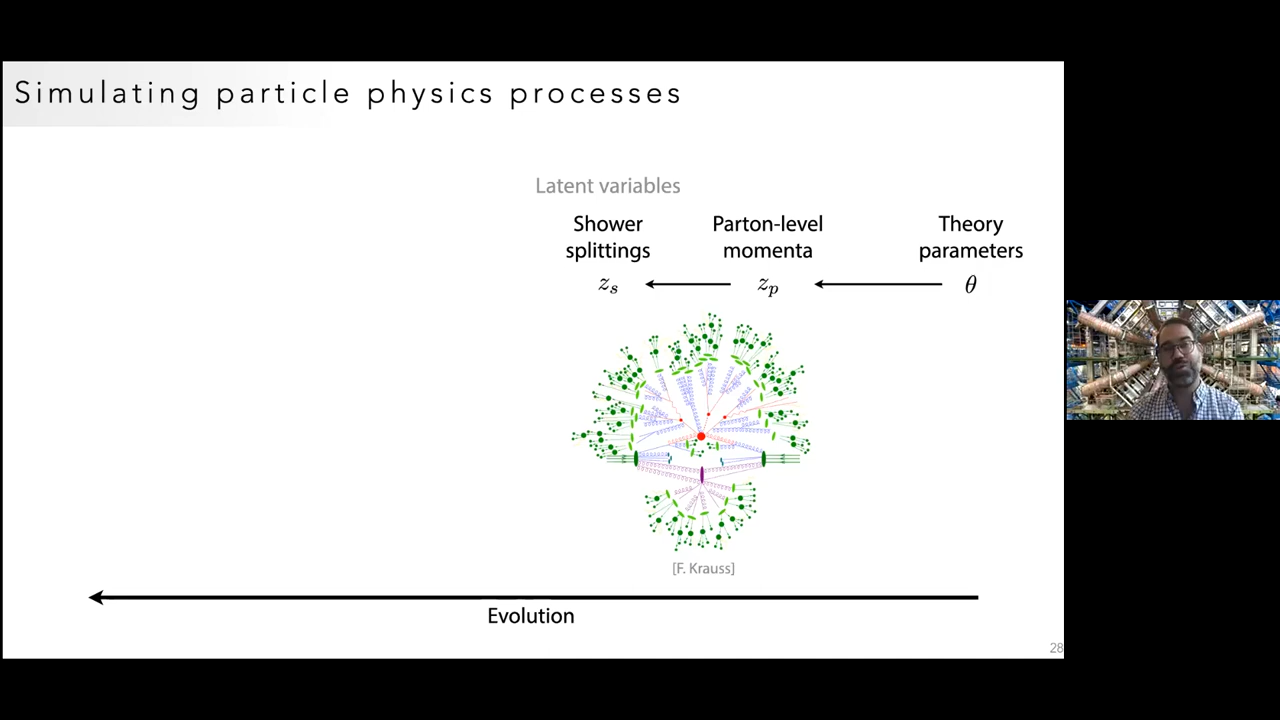 Simulating particle physics processes
Latent variables
Shower splittings
Parton-level momenta
Theory parameters
z_s
z_p
θ
[F. Krauss]
Evolution
28